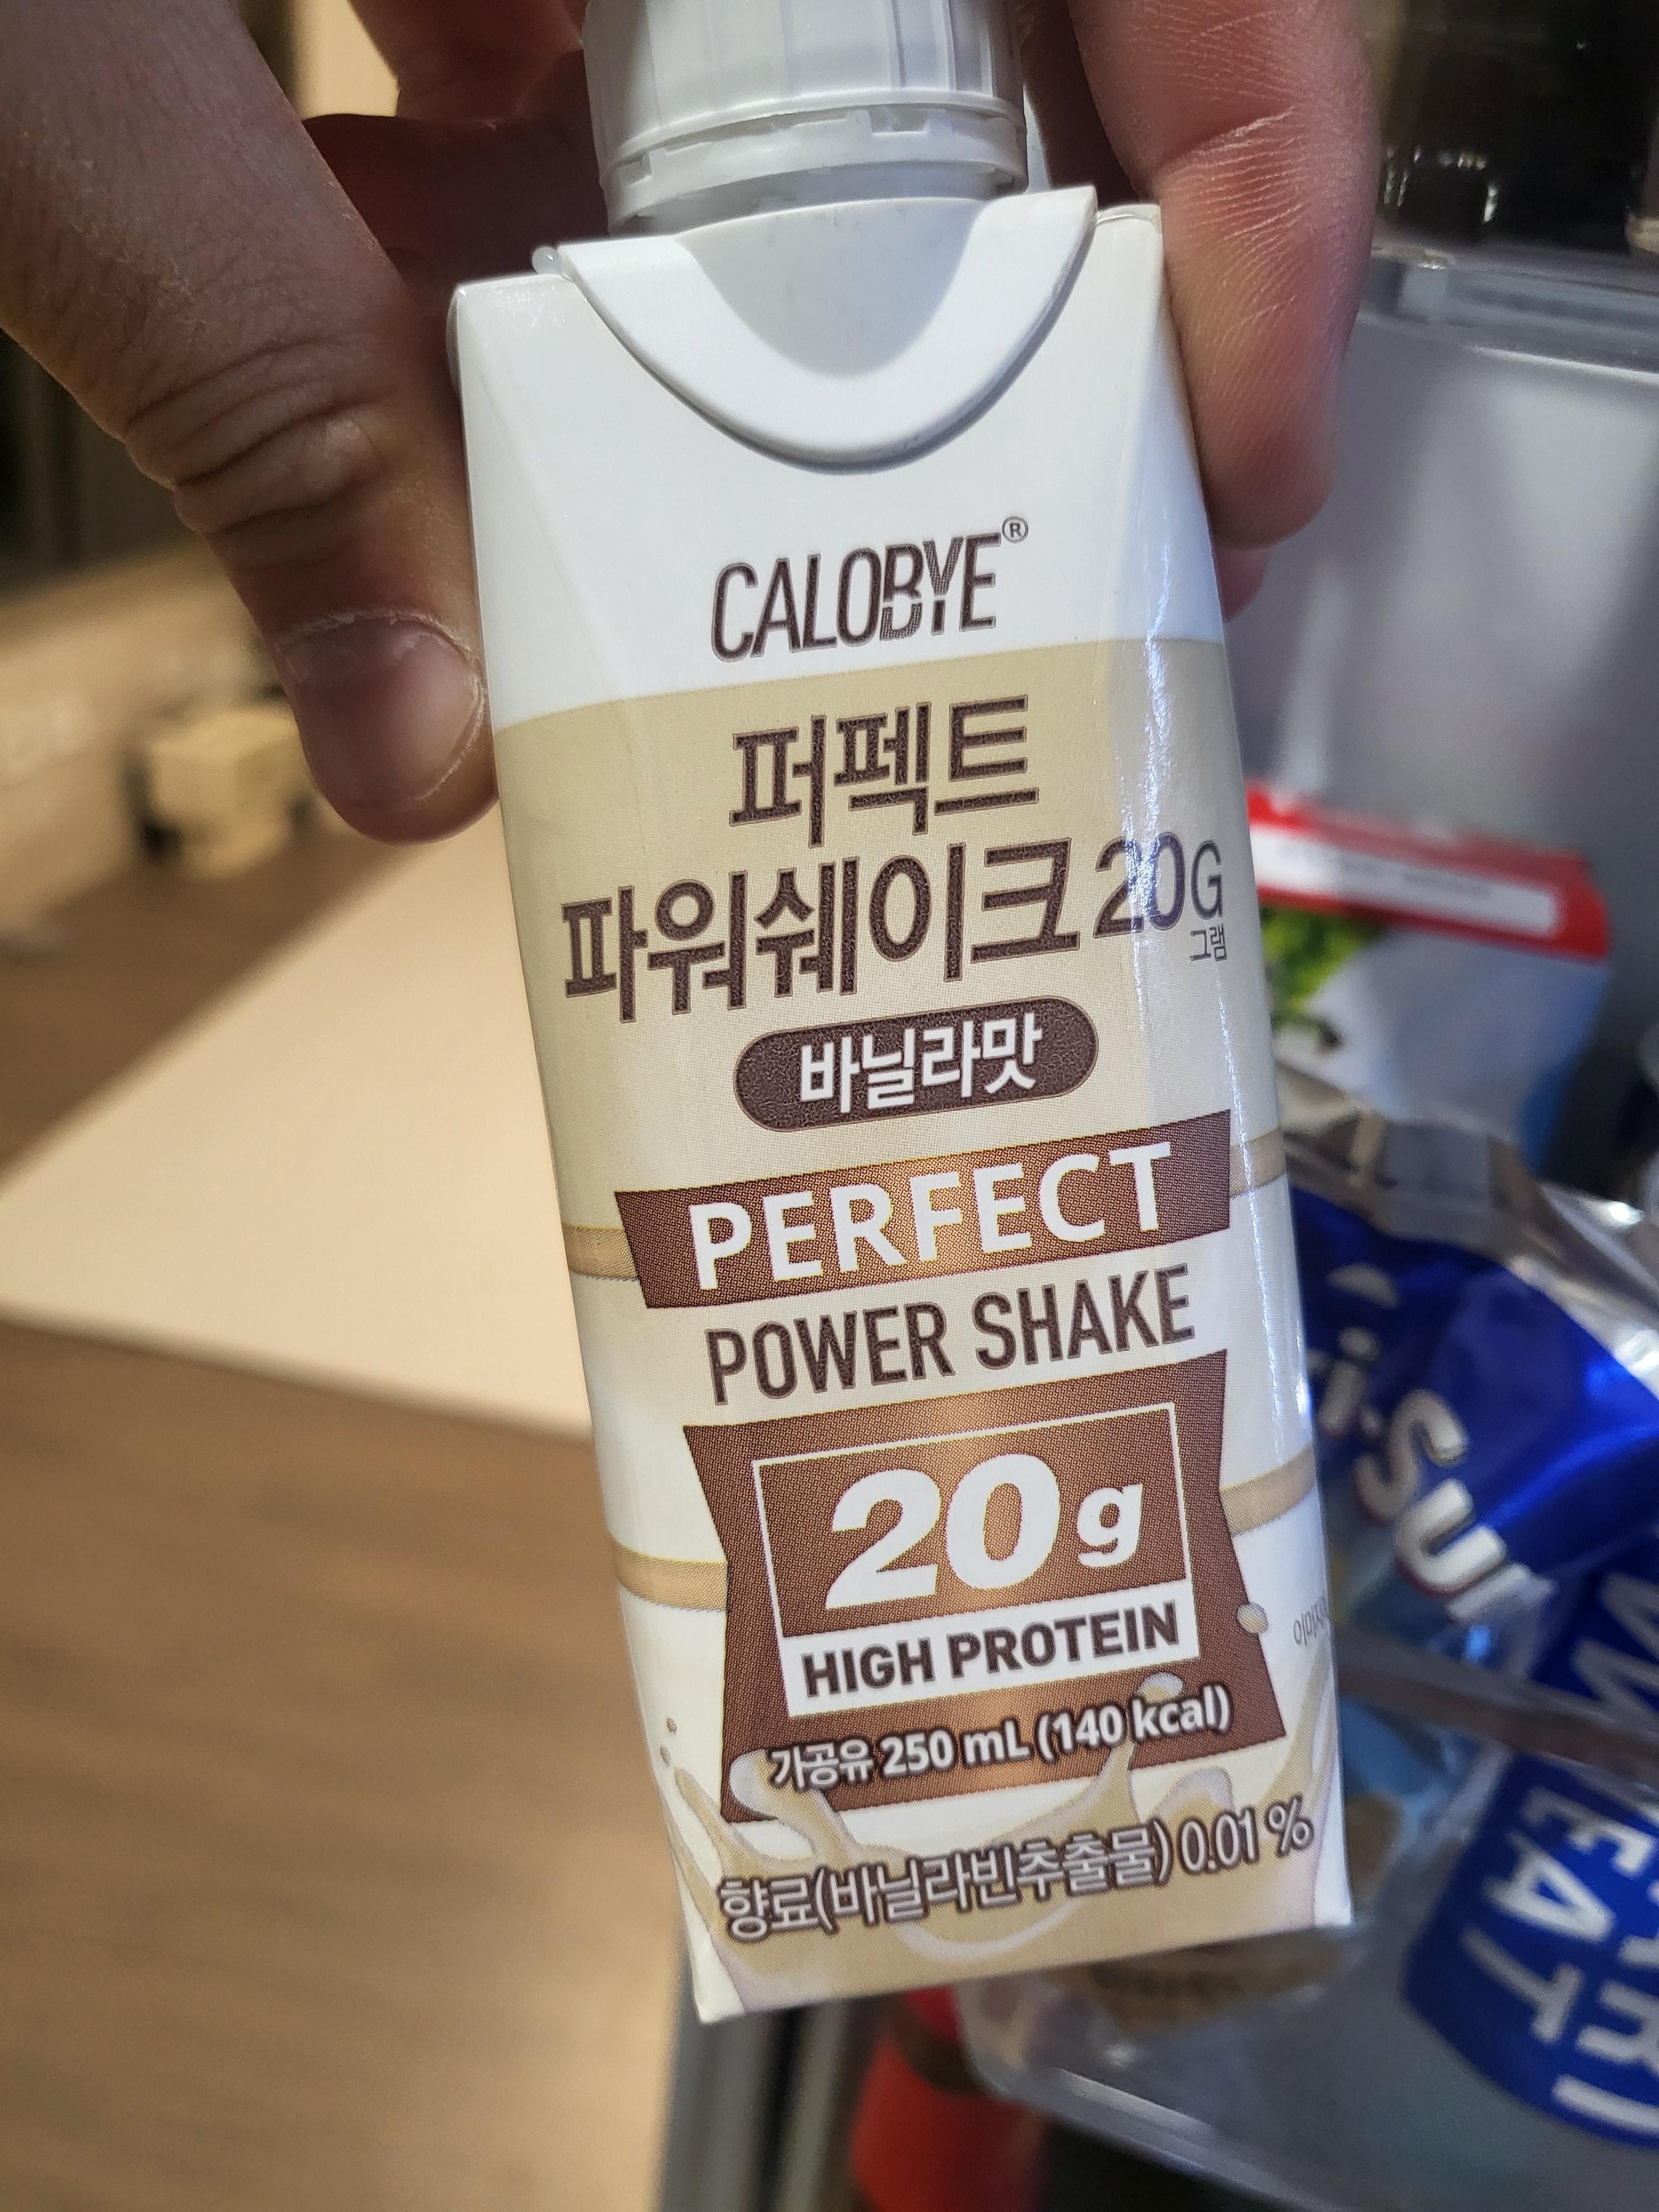 CALOBYE®
퍼펙트
파워쉐이크 20G
그램
바닐라맛
PERFECT
POWER SHAKE
20g
HIGH PROTEIN
가공유 250 mL (140 kcal)
향료(바닐라빈추출물) 0.01 %
EAT